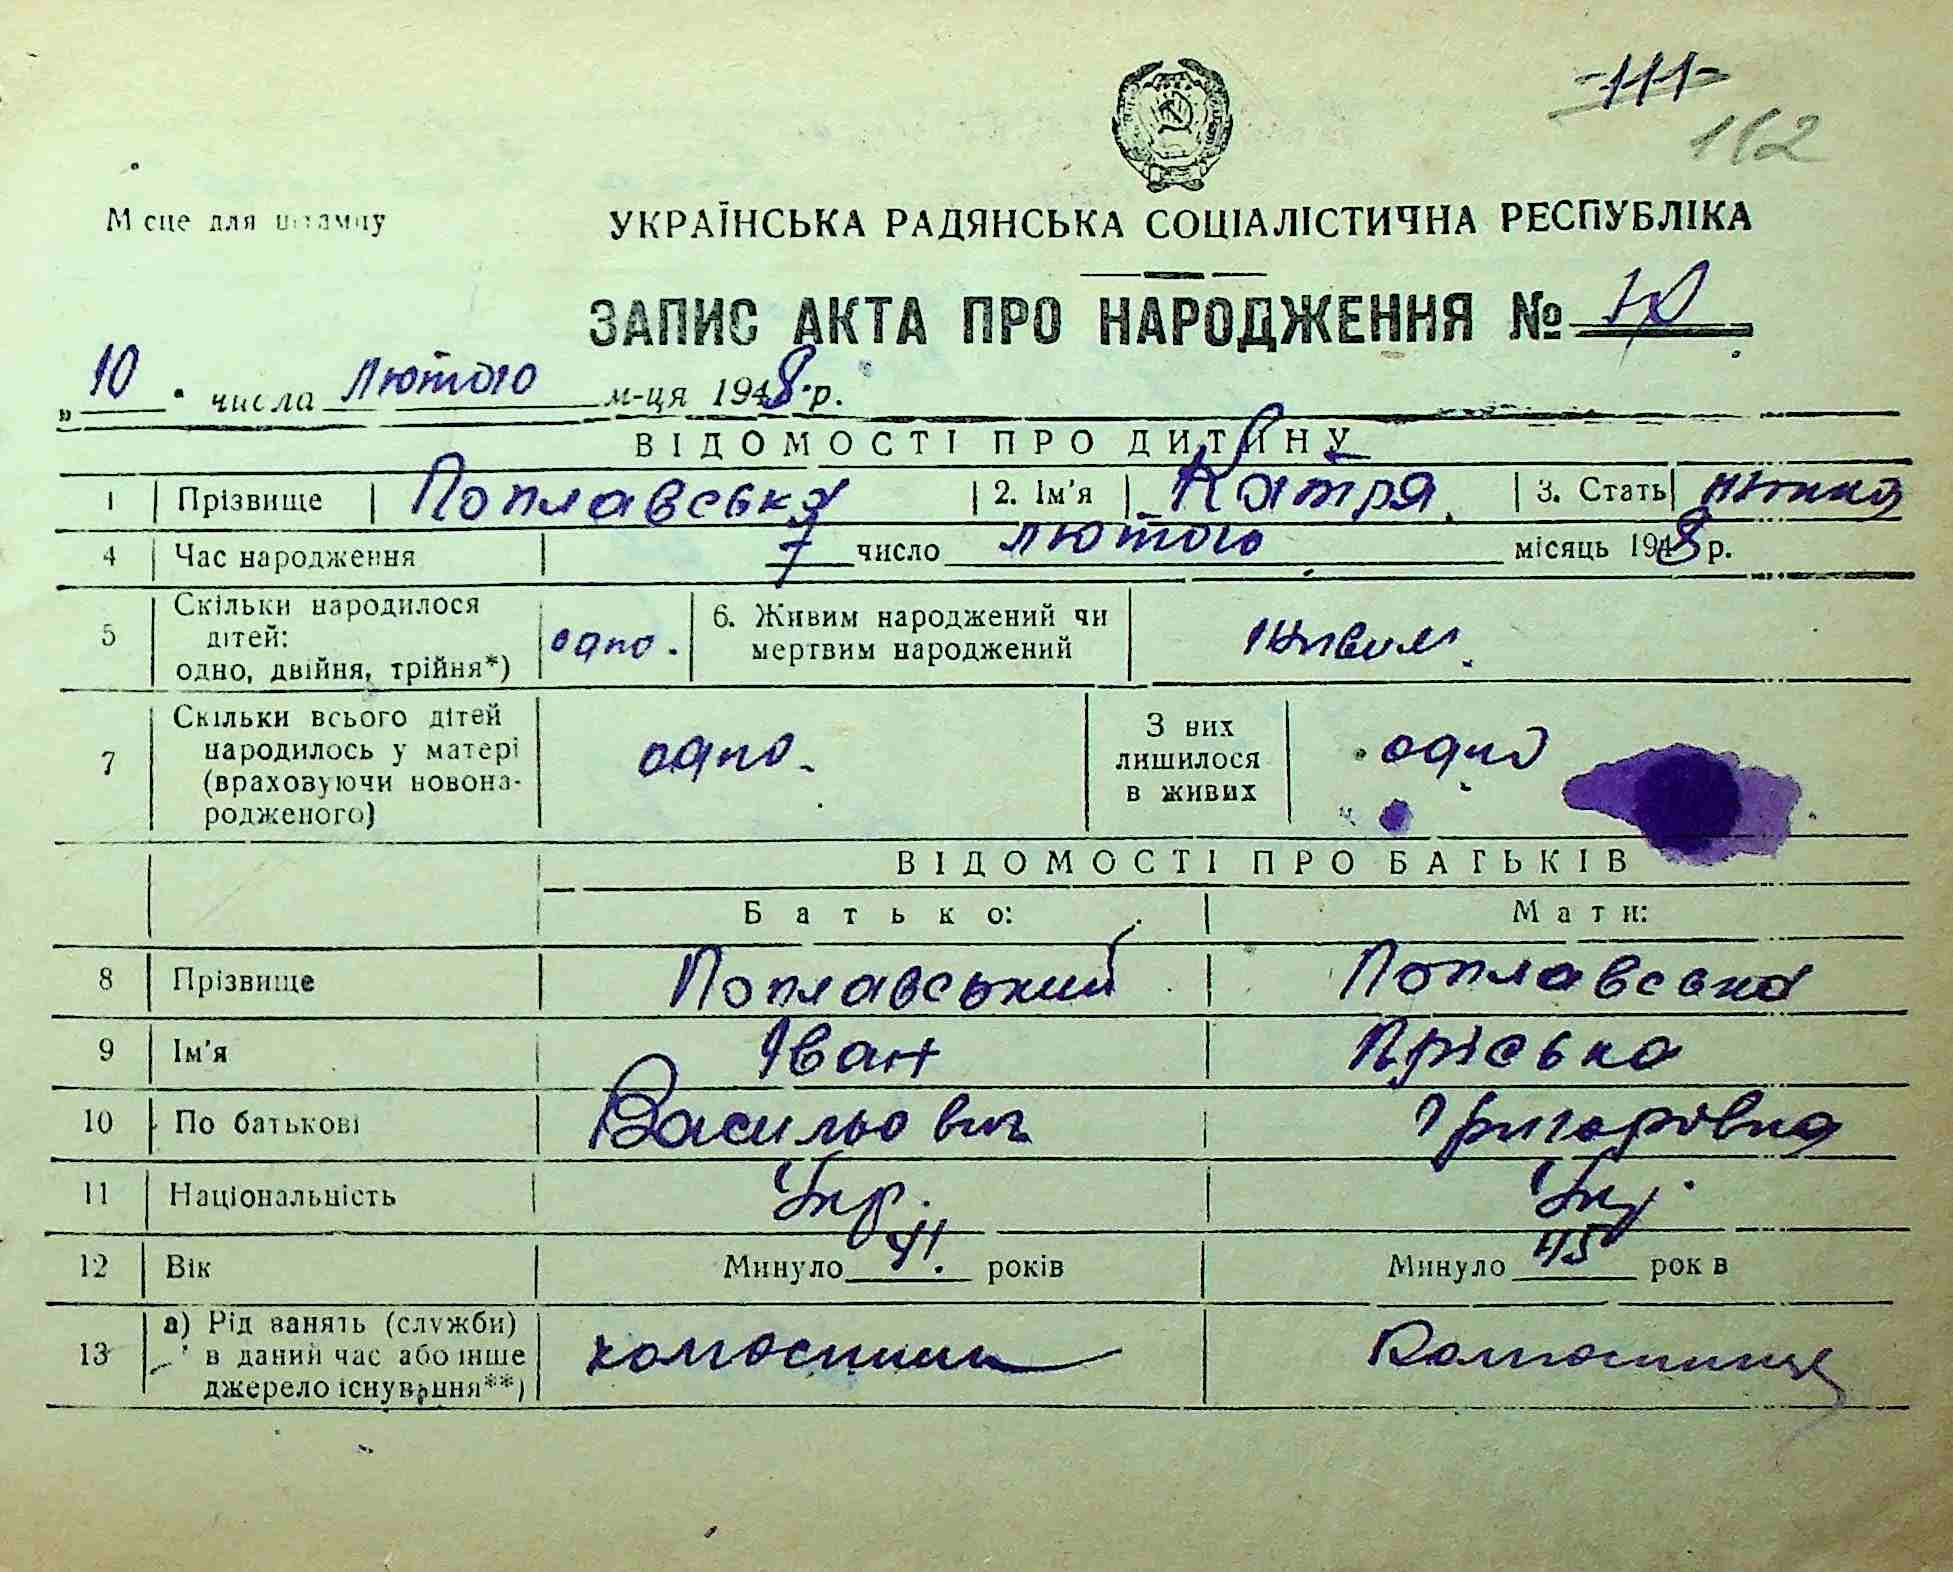 -111-
162
Місце для штампу
УКРАЇНСЬКА РАДЯНСЬКА СОЦІАЛІСТИЧНА РЕСПУБЛІКА
ЗАПИС АКТА ПРО НАРОДЖЕННЯ № 10
„10" числа лютого м-ця 1948 р.
ВІДОМОСТІ ПРО ДИТИНУ
1 Прізвище Поплавська 2. Ім'я Катря 3. Стать жіноча
4 Час народження 7 число лютого місяць 1948 р.
5 Скільки народилося дітей: одно, двійня, трійня*) одно. 6. Живим народжений чи мертвим народжений живим.
7 Скільки всього дітей народилось у матері (враховуючи новонародженого) одно. З них лишилося в живих одно
ВІДОМОСТІ ПРО БАТЬКІВ
Батько: Мати:
8 Прізвище Поплавський Поплавська
9 Ім'я Іван Пріська
10 По батькові Васильович Григорівна
11 Національність Укр. Укр.
12 Вік Минуло 41. років Минуло 45 років
13 а) Рід занять (служби) в даний час або інше джерело існування**) колгоспник Колгоспниця